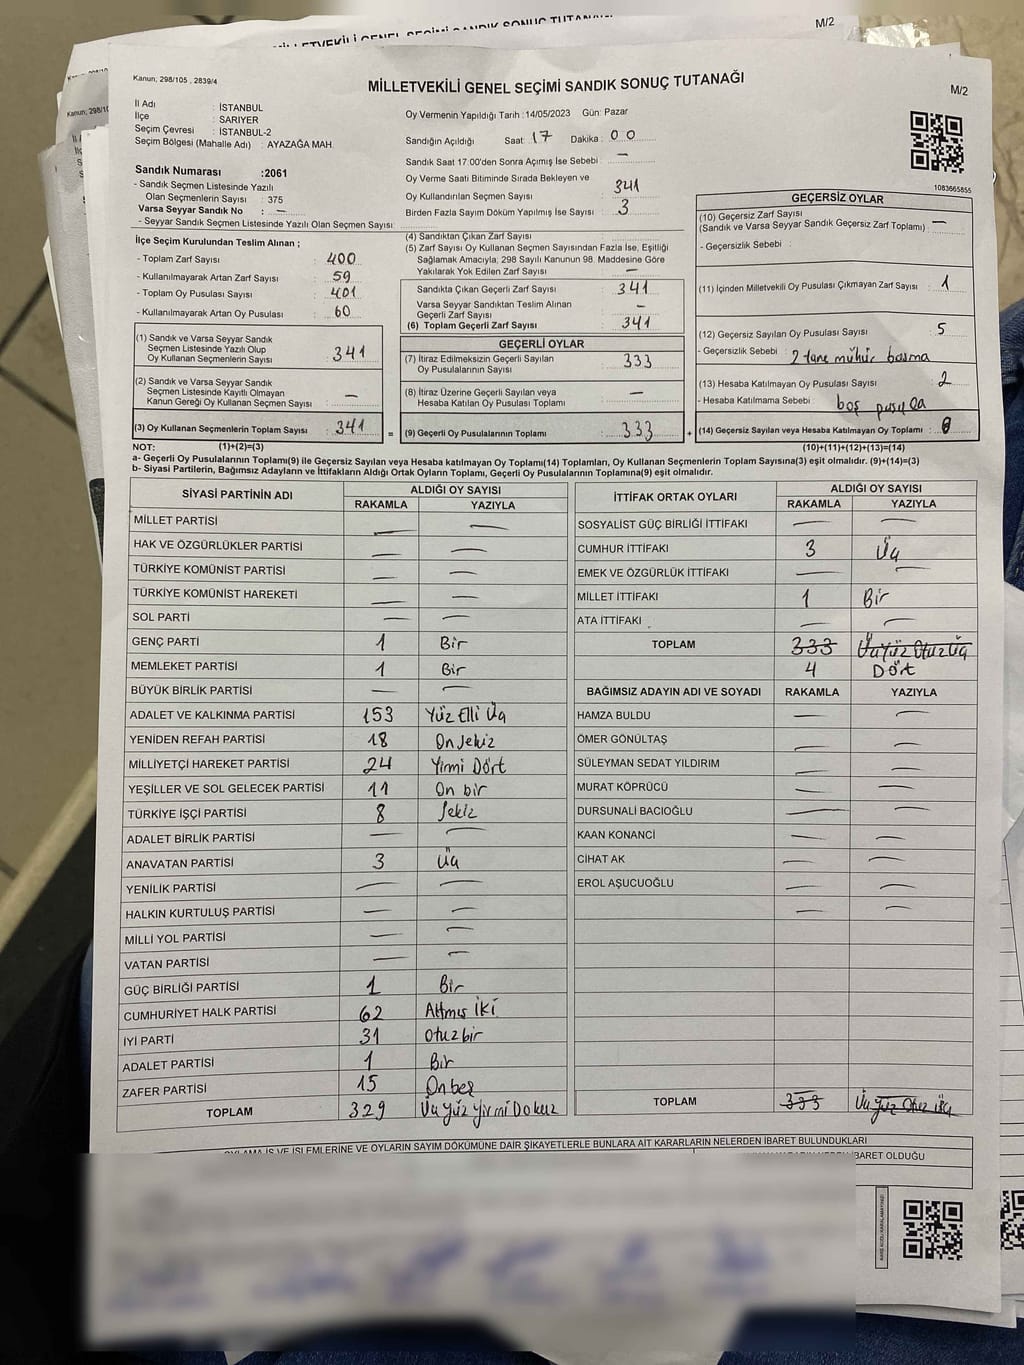 MİLLETVEKİLİ GENEL SEÇİMİ SANDIK SONUÇ TUTANAĞI
M/2
Kanun; 298/105 , 2839/4
MİLLETVEKİLİ GENEL SEÇİMİ SANDIK SONUÇ TUTANAĞI
M/2
İl Adı : İSTANBUL
İlçe : SARIYER
Seçim Çevresi : İSTANBUL-2
Seçim Bölgesi (Mahalle Adı) : AYAZAĞA MAH.
Oy Vermenin Yapıldığı Tarih :14/05/2023 Gün: Pazar
Sandığın Açıldığı Saat: 17 Dakika : 00
Sandık Saat 17:00'den Sonra Açımış İse Sebebi : —
Oy Verme Saati Bitiminde Sırada Bekleyen ve
Oy Kullandırılan Seçmen Sayısı : 341
Birden Fazla Sayım Döküm Yapılmış İse Sayısı : 3
1083665855
Sandık Numarası :2061
- Sandık Seçmen Listesinde Yazılı
Olan Seçmenlerin Sayısı : 375
Varsa Seyyar Sandık No : —
- Seyyar Sandık Seçmen Listesinde Yazılı Olan Seçmen Sayısı:
İlçe Seçim Kurulundan Teslim Alınan ;
- Toplam Zarf Sayısı : 400
- Kullanılmayarak Artan Zarf Sayısı : 59
- Toplam Oy Pusulası Sayısı : 401
- Kullanılmayarak Artan Oy Pusulası : 60
(1) Sandık ve Varsa Seyyar Sandık
Seçmen Listesinde Yazılı Olup
Oy Kullanan Seçmenlerin Sayısı : 341
(2) Sandık ve Varsa Seyyar Sandık
Seçmen Listesinde Kayıtlı Olmayan
Kanun Gereği Oy Kullanan Seçmen Sayısı : —
(3) Oy Kullanan Seçmenlerin Toplam Sayısı : 341
(4) Sandıktan Çıkan Zarf Sayısı :
(5) Zarf Sayısı Oy Kullanan Seçmen Sayısından Fazla İse, Eşitliği
Sağlamak Amacıyla; 298 Sayılı Kanunun 98. Maddesine Göre
Yakılarak Yok Edilen Zarf Sayısı : —
Sandıkta Çıkan Geçerli Zarf Sayısı : 341
Varsa Seyyar Sandıktan Teslim Alınan
Geçerli Zarf Sayısı : —
(6) Toplam Geçerli Zarf Sayısı : 341
GEÇERLİ OYLAR
(7) İtiraz Edilmeksizin Geçerli Sayılan
Oy Pusulalarının Sayısı : 333
(8) İtiraz Üzerine Geçerli Sayılan veya
Hesaba Katılan Oy Pusulası Toplamı : —
= (9) Geçerli Oy Pusulalarının Toplamı : 333 +
GEÇERSİZ OYLAR
(10) Geçersiz Zarf Sayısı
(Sandık ve Varsa Seyyar Sandık Geçersiz Zarf Toplamı) : —
- Geçersizlik Sebebi :
(11) İçinden Milletvekili Oy Pusulası Çıkmayan Zarf Sayısı : 1
(12) Geçersiz Sayılan Oy Pusulası Sayısı : 5
- Geçersizlik Sebebi : 2 tane mühür basma
(13) Hesaba Katılmayan Oy Pusulası Sayısı : 2
- Hesaba Katılmama Sebebi : boş pusula
(14) Geçersiz Sayılan veya Hesaba Katılmayan Oy Toplamı : 8
NOT: (1)+(2)=(3)
(10)+(11)+(12)+(13)=(14)
a- Geçerli Oy Pusulasının Toplamı(9) ile Geçersiz Sayılan veya Hesaba katılmayan Oy Toplamı(14) Toplamları, Oy Kullanan Seçmenlerin Toplam Sayısına(3) eşit olmalıdır. (9)+(14)=(3)
b- Siyasi Partilerin, Bağımsız Adayların ve İttifakların Aldığı Ortak Oyların Toplamı, Geçerli Oy Pusulalarının Toplamına(9) eşit olmalıdır.
SİYASİ PARTİNİN ADI ALDIĞI OY SAYISI
RAKAMLA YAZIYLA
MİLLET PARTİSİ — —
HAK VE ÖZGÜRLÜKLER PARTİSİ — —
TÜRKİYE KOMÜNİST PARTİSİ — —
TÜRKİYE KOMÜNİST HAREKETİ — —
SOL PARTİ — —
GENÇ PARTİ 1 Bir
MEMLEKET PARTİSİ 1 Bir
BÜYÜK BİRLİK PARTİSİ — —
ADALET VE KALKINMA PARTİSİ 153 Yüz Elli Üç
YENİDEN REFAH PARTİSİ 18 On sekiz
MİLLİYETÇİ HAREKET PARTİSİ 24 Yirmi Dört
YEŞİLLER VE SOL GELECEK PARTİSİ 11 On bir
TÜRKİYE İŞÇİ PARTİSİ 8 Sekiz
ADALET BİRLİK PARTİSİ — —
ANAVATAN PARTİSİ 3 Üç
YENİLİK PARTİSİ — —
HALKIN KURTULUŞ PARTİSİ — —
MİLLİ YOL PARTİSİ — —
VATAN PARTİSİ — —
GÜÇ BİRLİĞİ PARTİSİ 1 Bir
CUMHURİYET HALK PARTİSİ 62 Altmış İki
İYİ PARTİ 31 Otuz bir
ADALET PARTİSİ 1 Bir
ZAFER PARTİSİ 15 On beş
TOPLAM 329 Üç yüz yirmi Dokuz
İTTİFAK ORTAK OYLARI ALDIĞI OY SAYISI
RAKAMLA YAZIYLA
SOSYALİST GÜÇ BİRLİĞİ İTTİFAKI — —
CUMHUR İTTİFAKI 3 Üç
EMEK VE ÖZGÜRLÜK İTTİFAKI — —
MİLLET İTTİFAKI 1 Bir
ATA İTTİFAKI — —
TOPLAM 333 Üç Yüz Otuz Üç
4 Dört
BAĞIMSIZ ADAYIN ADI VE SOYADI RAKAMLA YAZIYLA
HAMZA BULDU — —
ÖMER GÖNÜLTAŞ — —
SÜLEYMAN SEDAT YILDIRIM — —
MURAT KÖPRÜCÜ — —
DURSUNALİ BACIOĞLU — —
KAAN KONANCİ — —
CİHAT AK — —
EROL AŞUCUOĞLU — —
— —
TOPLAM 333 Üç Yüz Otuz Üç
OYLAMA İŞ VE İŞLEMLERİNE VE OYLARIN SAYIM DÖKÜMÜNE DAİR ŞİKAYETLERLE BUNLARA AİT KARARLARIN NELERDEN İBARET BULUNDUKLARI
İBARET OLDUĞU